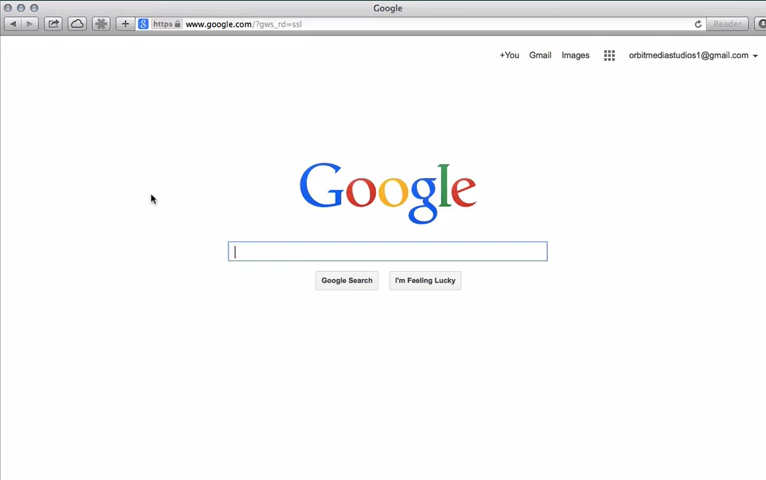 Google
https www.google.com/?gws_rd=ssl Reader
+You Gmail Images orbitmediastudios1@gmail.com
Google
Google Search I'm Feeling Lucky